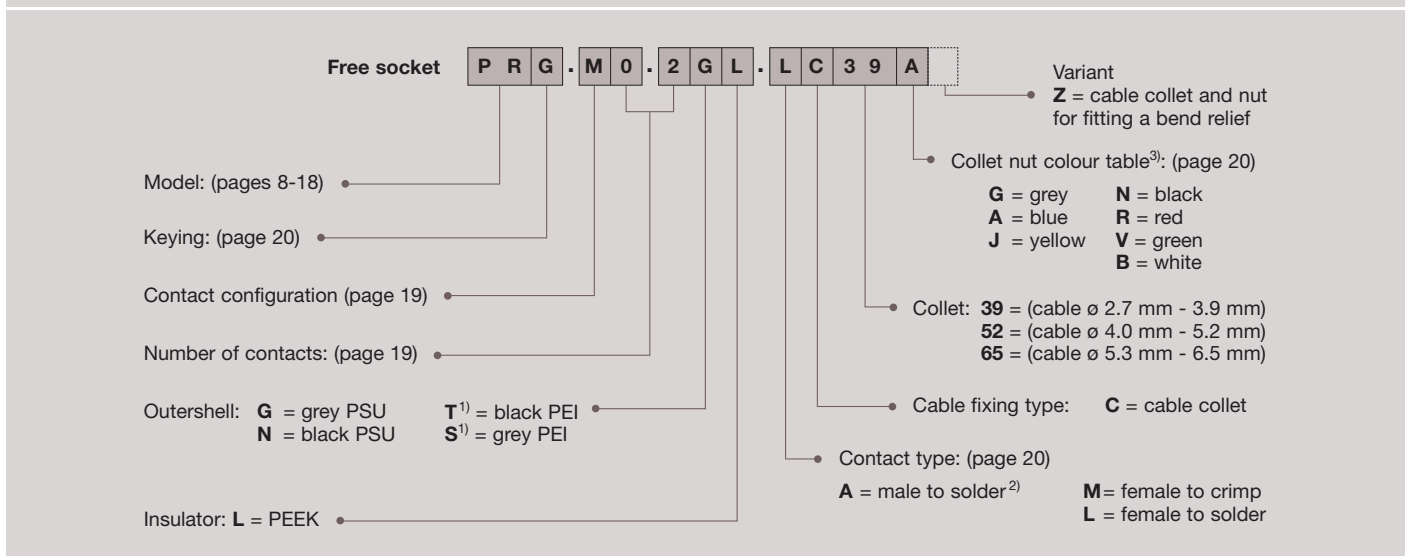 Free socket PRG.M0.2GL.LC39A
Variant
Z = cable collet and nut
for fitting a bend relief
Collet nut colour table3): (page 20)
G = grey N = black
A = blue R = red
J = yellow V = green
B = white
Model: (pages 8-18)
Keying: (page 20)
Contact configuration (page 19)
Collet: 39 = (cable ø 2.7 mm - 3.9 mm)
52 = (cable ø 4.0 mm - 5.2 mm)
65 = (cable ø 5.3 mm - 6.5 mm)
Number of contacts: (page 19)
Outershell: G = grey PSU T1) = black PEI
N = black PSU S1) = grey PEI
Cable fixing type: C = cable collet
Contact type: (page 20)
A = male to solder2) M = female to crimp
L = female to solder
Insulator: L = PEEK